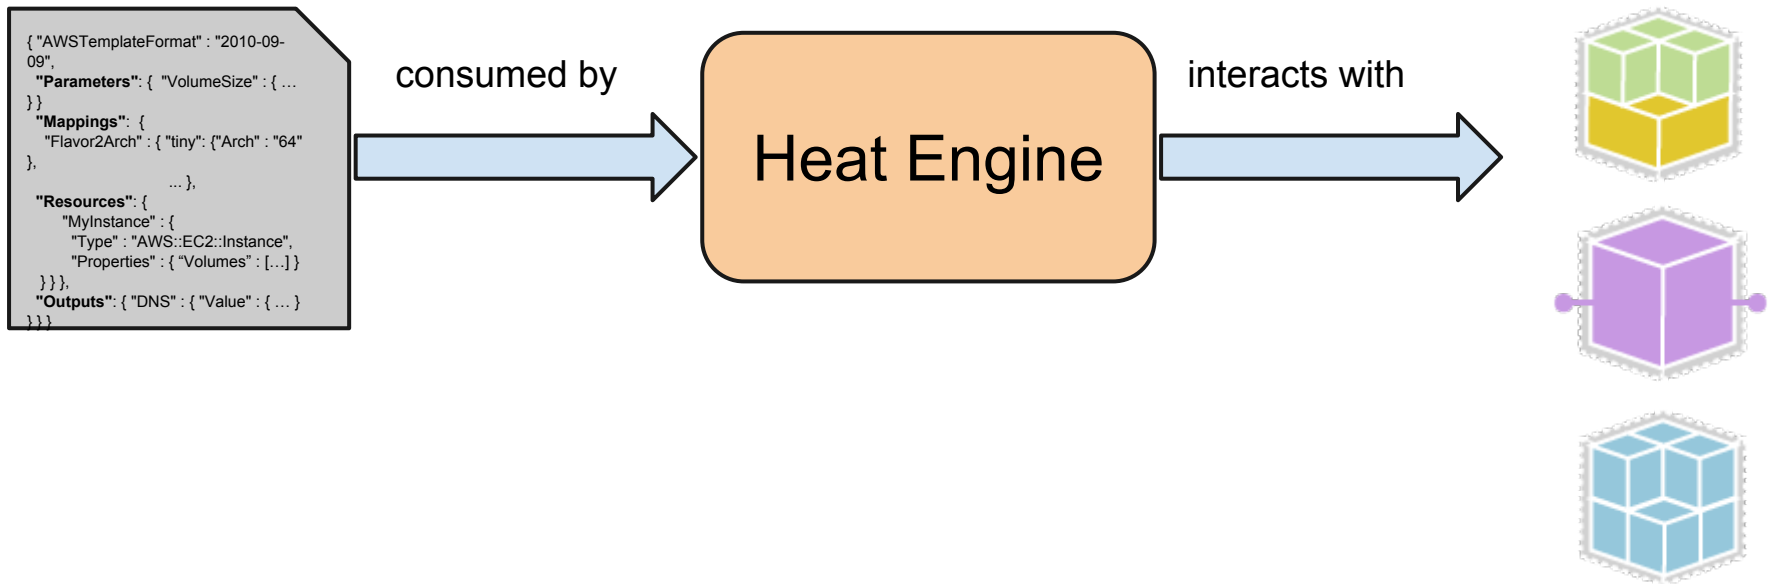 { "AWSTemplateFormat" : "2010-09-
09",
"Parameters": { "VolumeSize" : { …
} }
"Mappings": {
"Flavor2Arch" : { "tiny": {"Arch" : "64"
},
... },
"Resources": {
"MyInstance" : {
"Type" : "AWS::EC2::Instance",
"Properties" : { “Volumes” : […] }
} } },
"Outputs": { "DNS" : { "Value" : { … }
} } }
consumed by
Heat Engine
interacts with